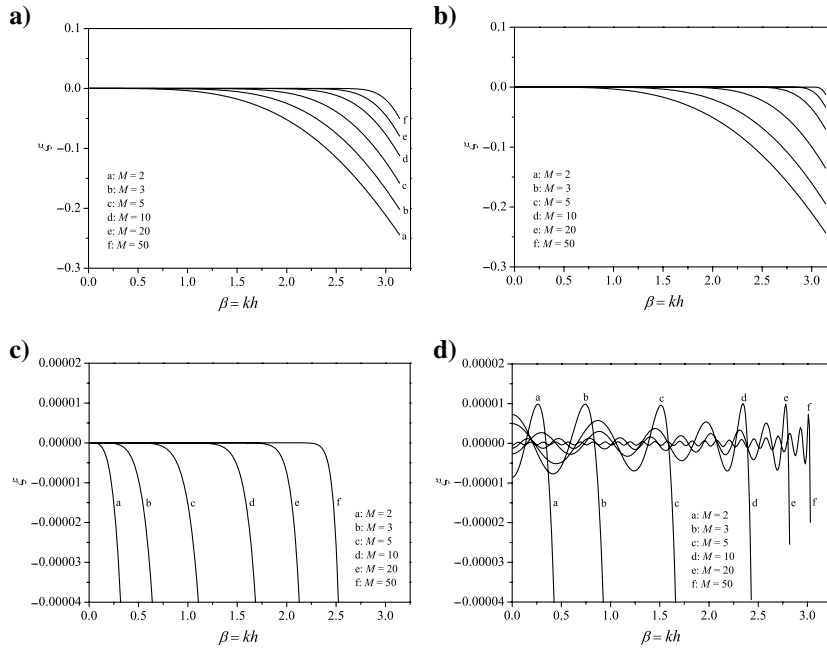 a)
0.1
0.0
−0.1
−0.2
−0.3
ξ
a: M = 2
b: M = 3
c: M = 5
d: M = 10
e: M = 20
f: M = 50
f
e
d
c
b
a
0.0 0.5 1.0 1.5 2.0 2.5 3.0
β = kh
b)
0.1
0.0
−0.1
−0.2
−0.3
ξ
a: M = 2
b: M = 3
c: M = 5
d: M = 10
e: M = 20
f: M = 50
0.0 0.5 1.0 1.5 2.0 2.5 3.0
β = kh
c)
0.00002
0.00001
0.00000
−0.00001
−0.00002
−0.00003
−0.00004
ξ
a b c d e f
a: M = 2
b: M = 3
c: M = 5
d: M = 10
e: M = 20
f: M = 50
0.0 0.5 1.0 1.5 2.0 2.5 3.0
β = kh
d)
0.00002
0.00001
0.00000
−0.00001
−0.00002
−0.00003
−0.00004
ξ
a b c d e f
a b c d e f
a: M = 2
b: M = 3
c: M = 5
d: M = 10
e: M = 20
f: M = 50
0.0 0.5 1.0 1.5 2.0 2.5 3.0
β = kh